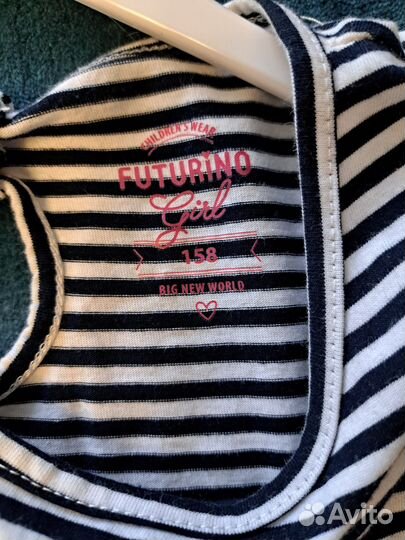 CHILDREN'S WEAR
FUTURINO
Girl
158
BIG NEW WORLD
Avito